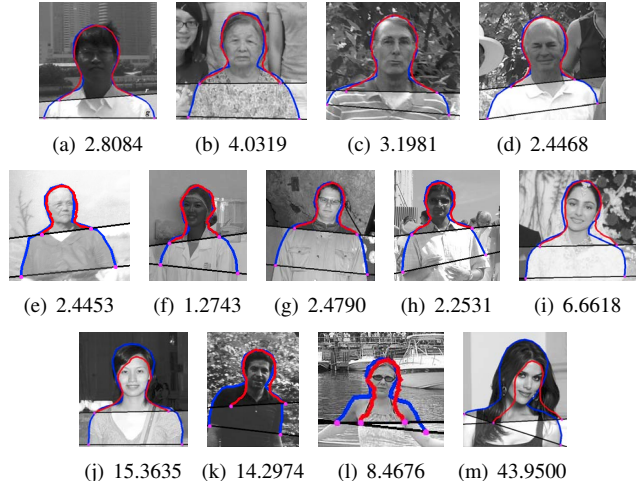 (a) 2.8084 (b) 4.0319 (c) 3.1981 (d) 2.4468
(e) 2.4453 (f) 1.2743 (g) 2.4790 (h) 2.2531 (i) 6.6618
(j) 15.3635 (k) 14.2974 (l) 8.4676 (m) 43.9500